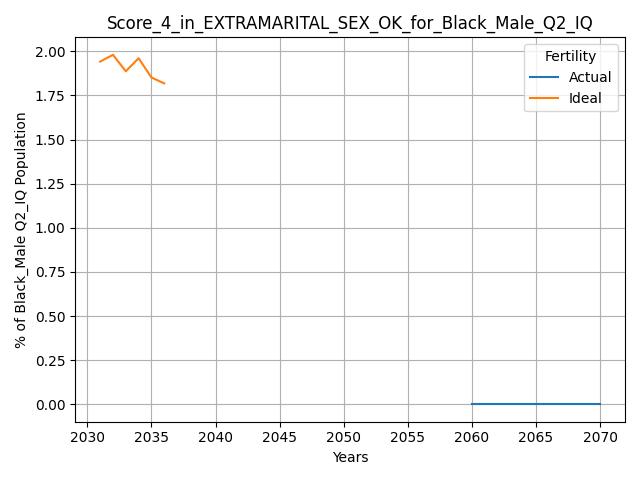 Score_4_in_EXTRAMARITAL_SEX_OK_for_Black_Male_Q2_IQ
Fertility
Actual
Ideal
% of Black_Male Q2_IQ Population
2.00
1.75
1.50
1.25
1.00
0.75
0.50
0.25
0.00
2030 2035 2040 2045 2050 2055 2060 2065 2070
Years